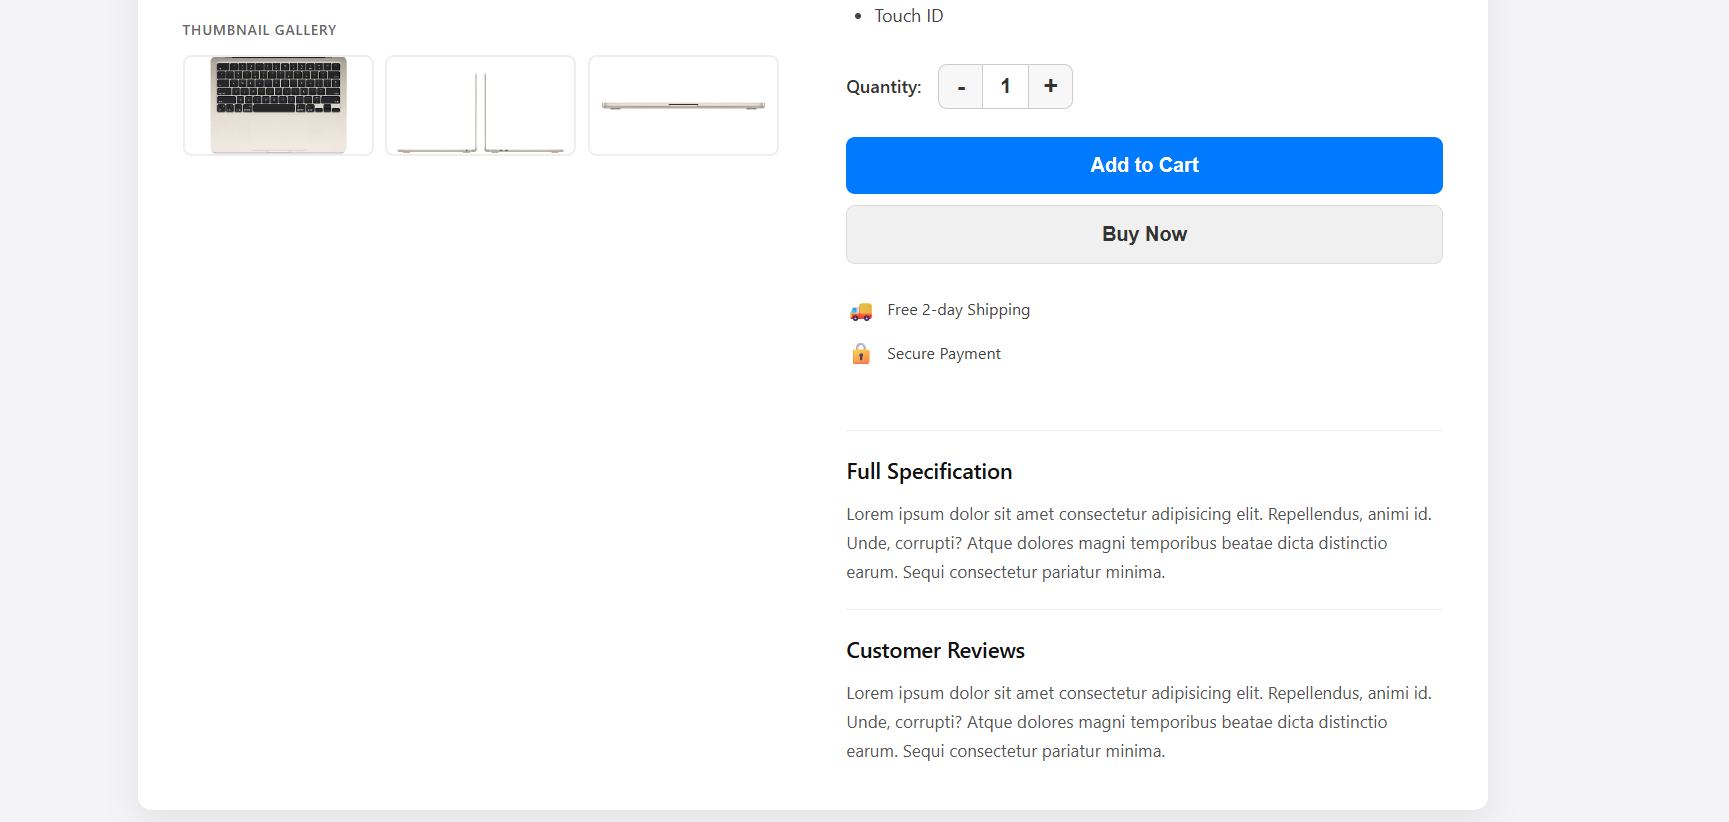 THUMBNAIL GALLERY
Touch ID
Quantity:
- 1 +
Add to Cart
Buy Now
Free 2-day Shipping
Secure Payment
Full Specification
Lorem ipsum dolor sit amet consectetur adipisicing elit. Repellendus, animi id.
Unde, corrupti? Atque dolores magni temporibus beatae dicta distinctio
earum. Sequi consectetur pariatur minima.
Customer Reviews
Lorem ipsum dolor sit amet consectetur adipisicing elit. Repellendus, animi id.
Unde, corrupti? Atque dolores magni temporibus beatae dicta distinctio
earum. Sequi consectetur pariatur minima.